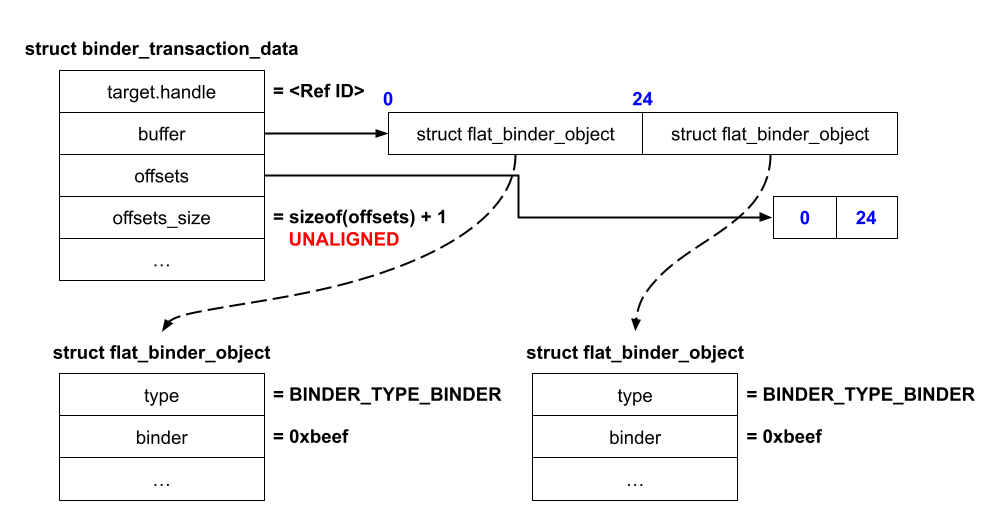 struct binder_transaction_data
target.handle
= <Ref ID>
0
24
buffer
struct flat_binder_object
struct flat_binder_object
offsets
offsets_size
= sizeof(offsets) + 1
UNALIGNED
0
24
...
struct flat_binder_object
type
= BINDER_TYPE_BINDER
binder
= 0xbeef
...
struct flat_binder_object
type
= BINDER_TYPE_BINDER
binder
= 0xbeef
...